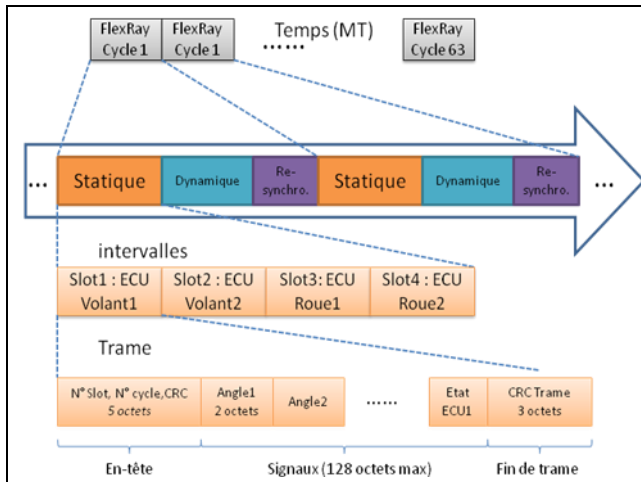 FlexRay
Cycle 1
FlexRay
Cycle 1
Temps (MT)
......
FlexRay
Cycle 63
...
Statique
Dynamique
Re-
synchro.
Statique
Dynamique
Re-
synchro.
...
intervalles
Slot1 : ECU
Volant1
Slot2 : ECU
Volant2
Slot3: ECU
Roue1
Slot4 : ECU
Roue2
Trame
N° Slot, N° cycle,CRC
5 octets
Angle1
2 octets
Angle2
......
Etat
ECU1
CRC Trame
3 octets
En-tête
Signaux (128 octets max)
Fin de trame